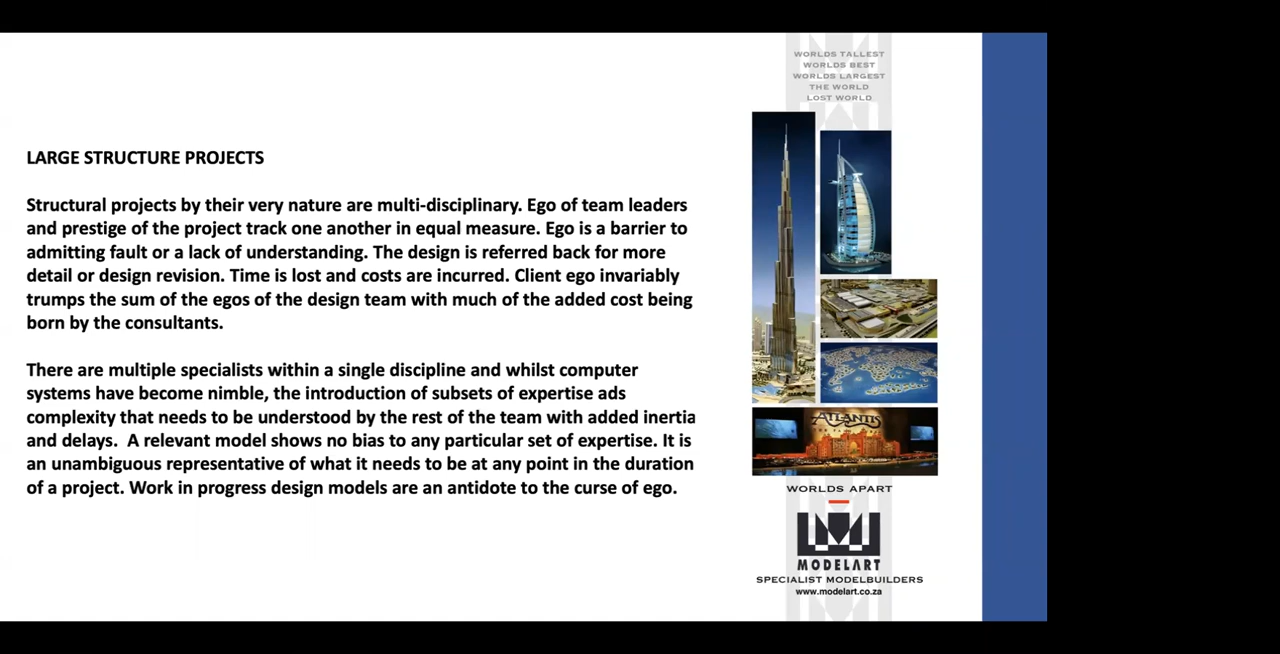 LARGE STRUCTURE PROJECTS
Structural projects by their very nature are multi-disciplinary. Ego of team leaders
and prestige of the project track one another in equal measure. Ego is a barrier to
admitting fault or a lack of understanding. The design is referred back for more
detail or design revision. Time is lost and costs are incurred. Client ego invariably
trumps the sum of the egos of the design team with much of the added cost being
born by the consultants.
There are multiple specialists within a single discipline and whilst computer
systems have become nimble, the introduction of subsets of expertise ads
complexity that needs to be understood by the rest of the team with added inertia
and delays. A relevant model shows no bias to any particular set of expertise. It is
an unambiguous representative of what it needs to be at any point in the duration
of a project. Work in progress design models are an antidote to the curse of ego.
WORLDS TALLEST
WORLDS BEST
WORLDS LARGEST
THE WORLD
LOST WORLD
ATLANTIS
WORLDS APART
MODELART
SPECIALIST MODELBUILDERS
www.modelart.co.za